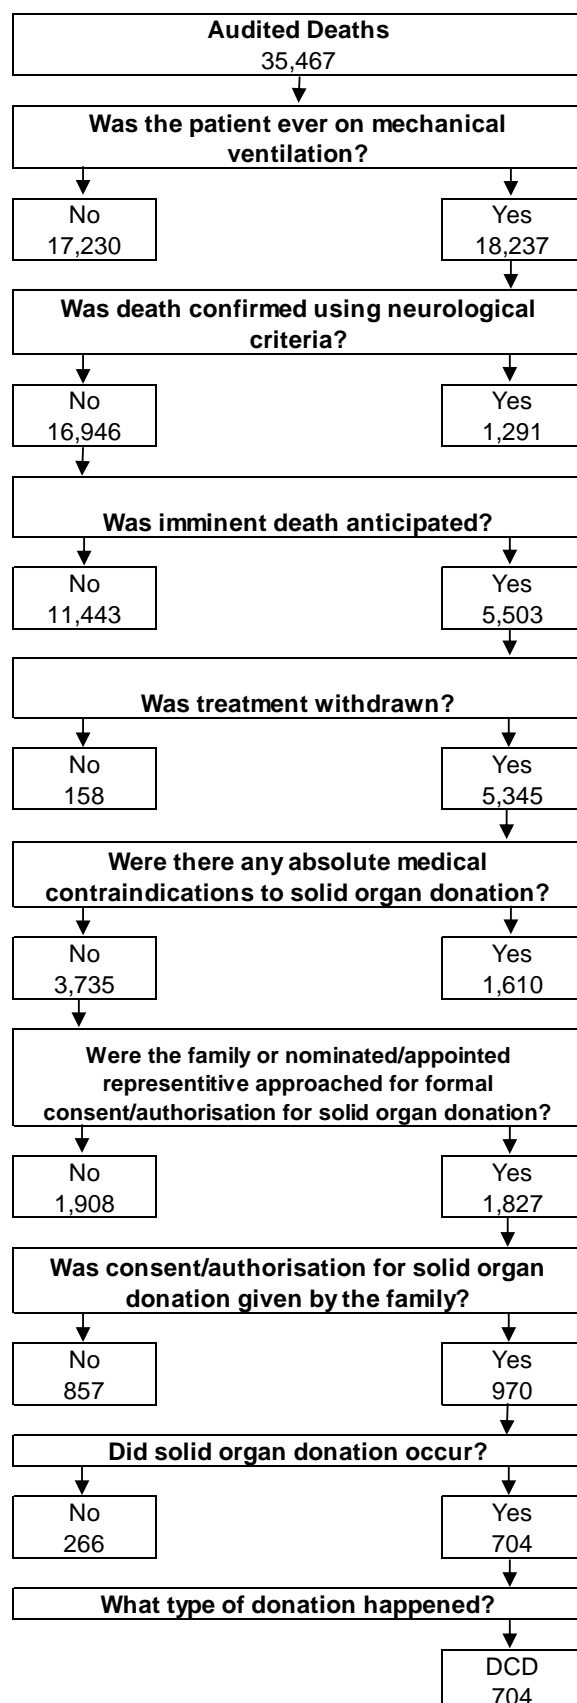 Audited Deaths
35,467
Was the patient ever on mechanical
ventilation?
No
17,230
Yes
18,237
Was death confirmed using neurological
criteria?
No
16,946
Yes
1,291
Was imminent death anticipated?
No
11,443
Yes
5,503
Was treatment withdrawn?
No
158
Yes
5,345
Were there any absolute medical
contraindications to solid organ donation?
No
3,735
Yes
1,610
Were the family or nominated/appointed
representitive approached for formal
consent/authorisation for solid organ donation?
No
1,908
Yes
1,827
Was consent/authorisation for solid organ
donation given by the family?
No
857
Yes
970
Did solid organ donation occur?
No
266
Yes
704
What type of donation happened?
DCD
704